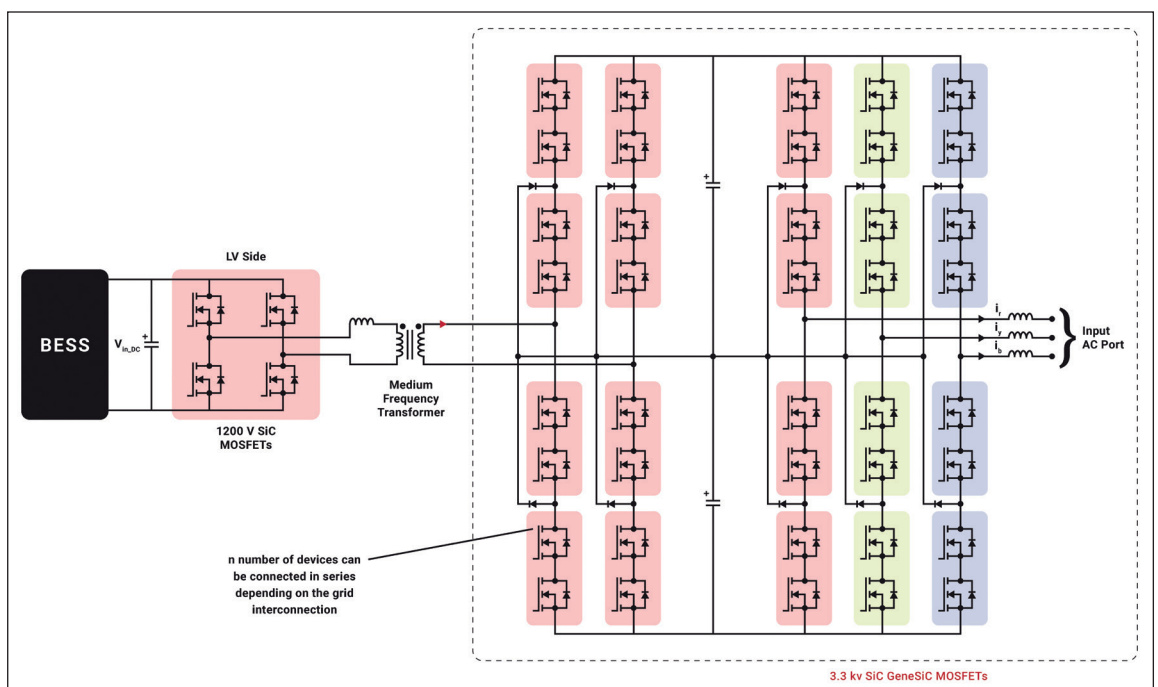 LV Side
BESS
+
V in_DC
1200 V SiC
MOSFETs
Medium
Frequency
Transformer
+
+
n number of devices can
be connected in series
depending on the grid
interconnection
i r
i y
i b
Input
AC Port
3.3 kv SiC GeneSiC MOSFETs